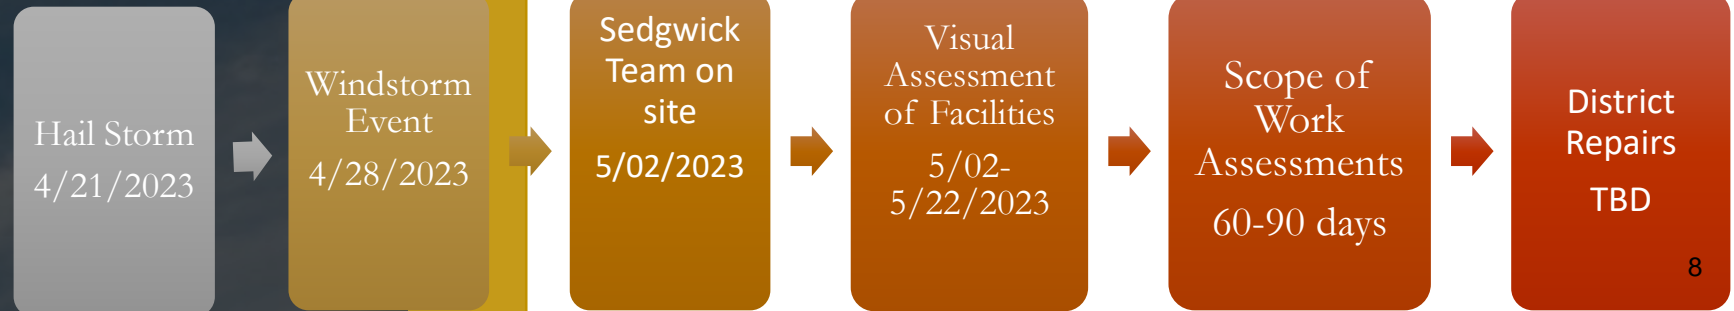 Hail Storm
4/21/2023
Windstorm
Event
4/28/2023
Sedgwick
Team on
site
5/02/2023
Visual
Assessment
of Facilities
5/02-
5/22/2023
Scope of
Work
Assessments
60-90 days
District
Repairs
TBD
8